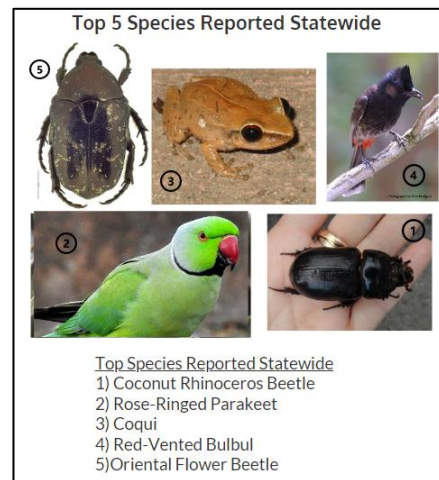 Top 5 Species Reported Statewide
5
3
4
2
1
Top Species Reported Statewide
1) Coconut Rhinoceros Beetle
2) Rose-Ringed Parakeet
3) Coqui
4) Red-Vented Bulbul
5)Oriental Flower Beetle